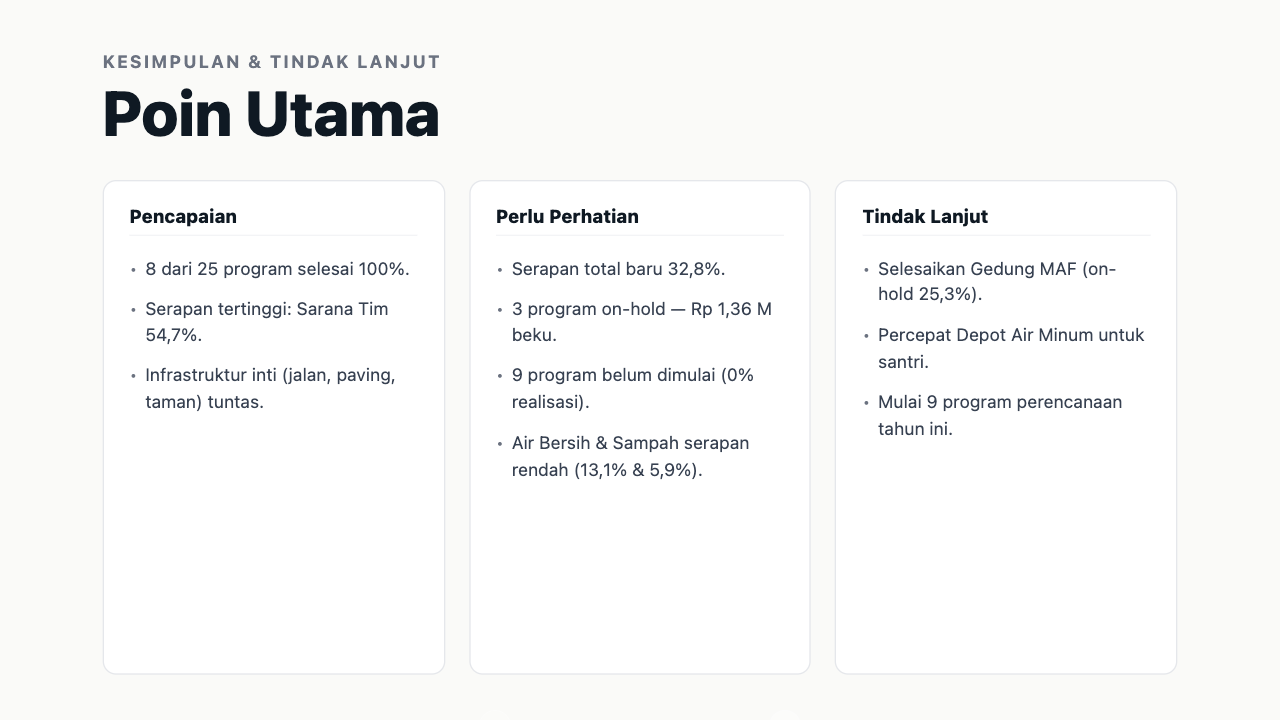 KESIMPULAN & TINDAK LANJUT
Poin Utama
Pencapaian
• 8 dari 25 program selesai 100%.
• Serapan tertinggi: Sarana Tim
54,7%.
• Infrastruktur inti (jalan, paving,
taman) tuntas.
Perlu Perhatian
• Serapan total baru 32,8%.
• 3 program on-hold — Rp 1,36 M
beku.
• 9 program belum dimulai (0%
realisasi).
• Air Bersih & Sampah serapan
rendah (13,1% & 5,9%).
Tindak Lanjut
• Selesaikan Gedung MAF (on-
hold 25,3%).
• Percepat Depot Air Minum untuk
santri.
• Mulai 9 program perencanaan
tahun ini.